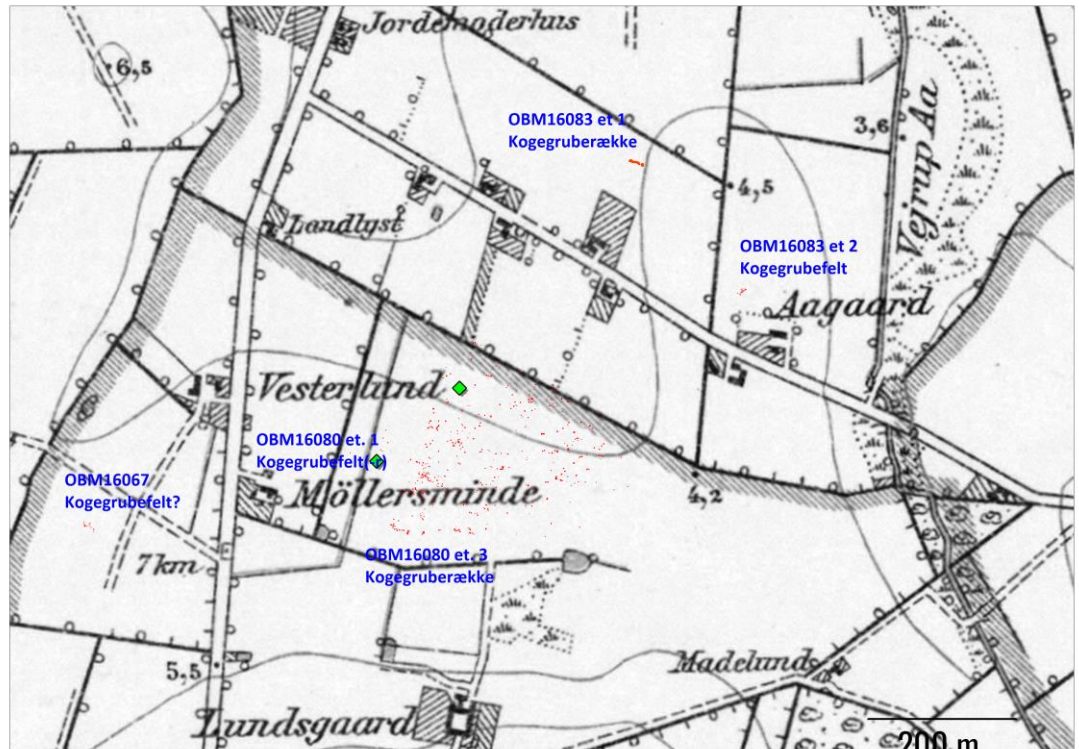 Jordemoderhus
6,5
OBM16083 et 1
Kogegruberække
3,6
Vejrup Aa
4,5
Landlyst
OBM16083 et 2
Kogegrubefelt
Aagaard
Vesterlund
OBM16080 et. 1
Kogegrubefelt(+)
OBM16067
Kogegrubefelt?
Möllersminde
4,2
OBM16080 et. 3
Kogegruberække
7km
5,5
Madelund
Lundsgaard
200 m